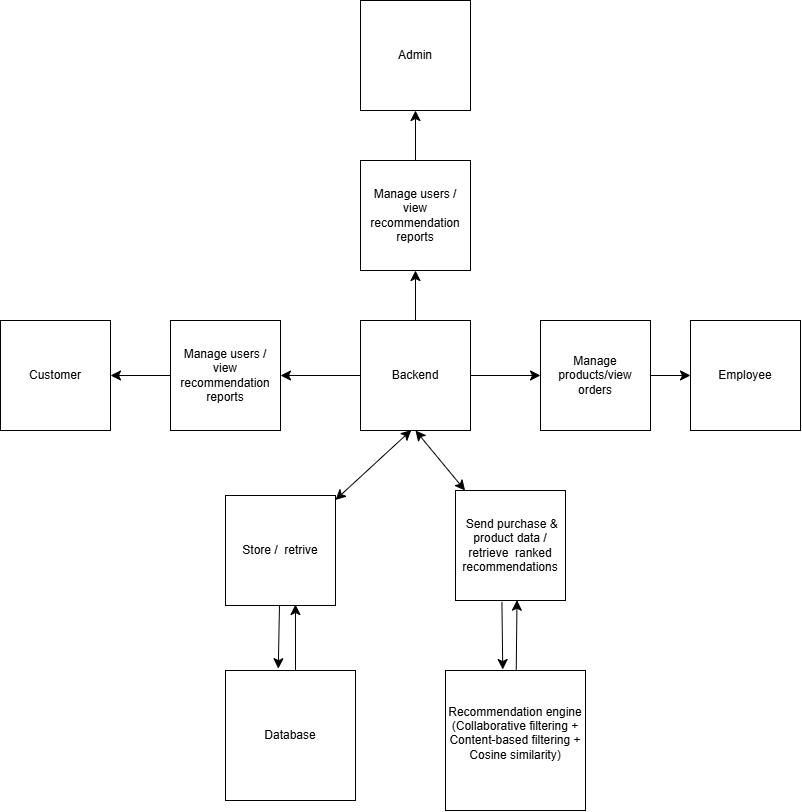 Admin
Manage users /
view
recommendation
reports
Customer
Manage users /
view
recommendation
reports
Backend
Manage
products/view
orders
Employee
Store /  retrive
Send purchase &
product data /
retrieve  ranked
recommendations
Database
Recommendation engine
(Collaborative filtering +
Content-based filtering +
Cosine similarity)